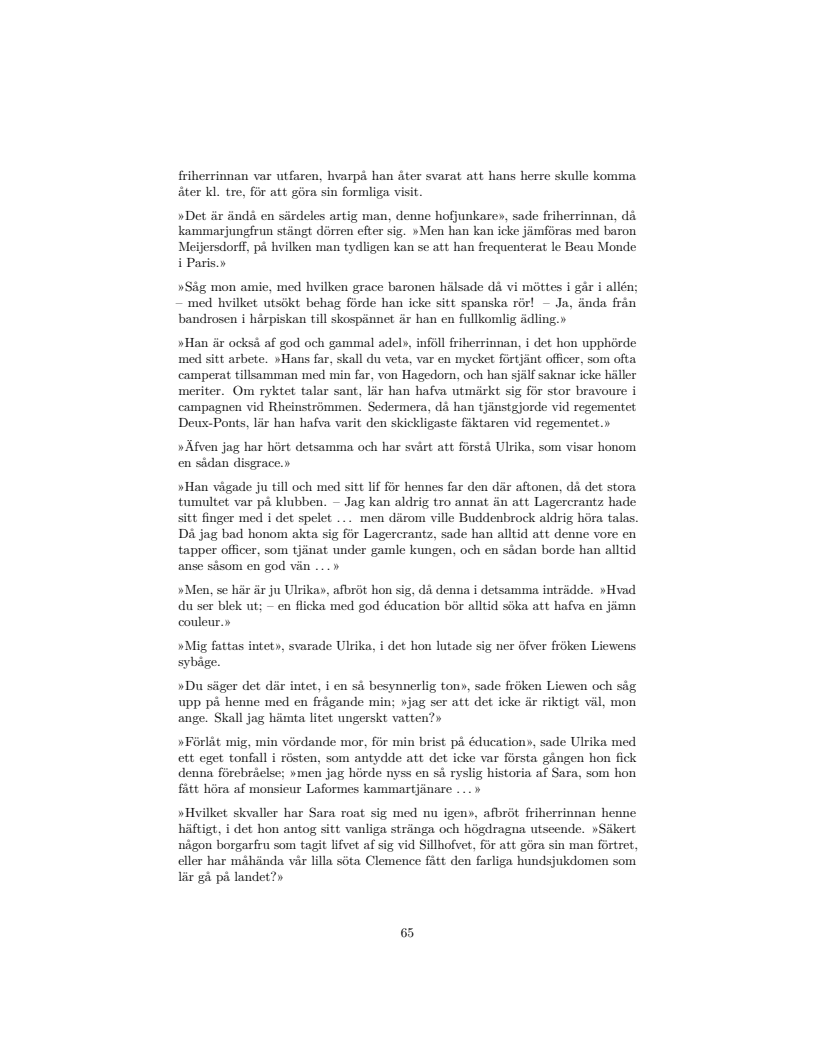 friherrinnan var utfaren, hvarpå han åter svarat att hans herre skulle komma
åter kl. tre, för att göra sin formliga visit.
»Det är ändå en särdeles artig man, denne hofjunkare», sade friherrinnan, då
kammarjungfrun stängt dörren efter sig. »Men han kan icke jämföras med baron
Meijersdorff, på hvilken man tydligen kan se att han frequenterat le Beau Monde
i Paris.»
»Såg mon amie, med hvilken grace baronen hälsade då vi möttes i går i allén;
– med hvilket utsökt behag förde han icke sitt spanska rör! – Ja, ända från
bandrosen i hårpiskan till skospännet är han en fullkomlig ädling.»
»Han är också af god och gammal adel», inföll friherrinnan, i det hon upphörde
med sitt arbete. »Hans far, skall du veta, var en mycket förtjänt officer, som ofta
camperat tillsamman med min far, von Hagedorn, och han själf saknar icke häller
meriter. Om ryktet talar sant, lär han hafva utmärkt sig för stor bravoure i
campagnen vid Rheinströmmen. Sedermera, då han tjänstgjorde vid regementet
Deux-Ponts, lär han hafva varit den skickligaste fäktaren vid regementet.»
»Äfven jag har hört detsamma och har svårt att förstå Ulrika, som visar honom
en sådan disgrace.»
»Han vågade ju till och med sitt lif för hennes far den där aftonen, då det stora
tumultet var på klubben. – Jag kan aldrig tro annat än att Lagercrantz hade
sitt finger med i det spelet ... men därom ville Buddenbrock aldrig höra talas.
Då jag bad honom akta sig för Lagercrantz, sade han alltid att denne vore en
tapper officer, som tjänat under gamle kungen, och en sådan borde han alltid
anse såsom en god vän ... »
»Men, se här är ju Ulrika», afbröt hon sig, då denna i detsamma inträdde. »Hvad
du ser blek ut; – en flicka med god éducation bör alltid söka att hafva en jämn
couleur.»
»Mig fattas intet», svarade Ulrika, i det hon lutade sig ner öfver fröken Liewens
sybåge.
»Du säger det där intet, i en så besynnerlig ton», sade fröken Liewen och såg
upp på henne med en frågande min; »jag ser att det icke är riktigt väl, mon
ange. Skall jag hämta litet ungerskt vatten?»
»Förlåt mig, min vördande mor, för min brist på éducation», sade Ulrika med
ett eget tonfall i rösten, som antydde att det icke var första gången hon fick
denna förebråelse; »men jag hörde nyss en så ryslig historia af Sara, som hon
fått höra af monsieur Laformes kammartjänare ... »
»Hvilket skvaller har Sara roat sig med nu igen», afbröt friherrinnan henne
häftigt, i det hon antog sitt vanliga stränga och högdragna utseende. »Säkert
någon borgarfru som tagit lifvet af sig vid Sillhofvet, för att göra sin man förtret,
eller har måhända vår lilla söta Clemence fått den farliga hundsjukdomen som
lär gå på landet?»
65